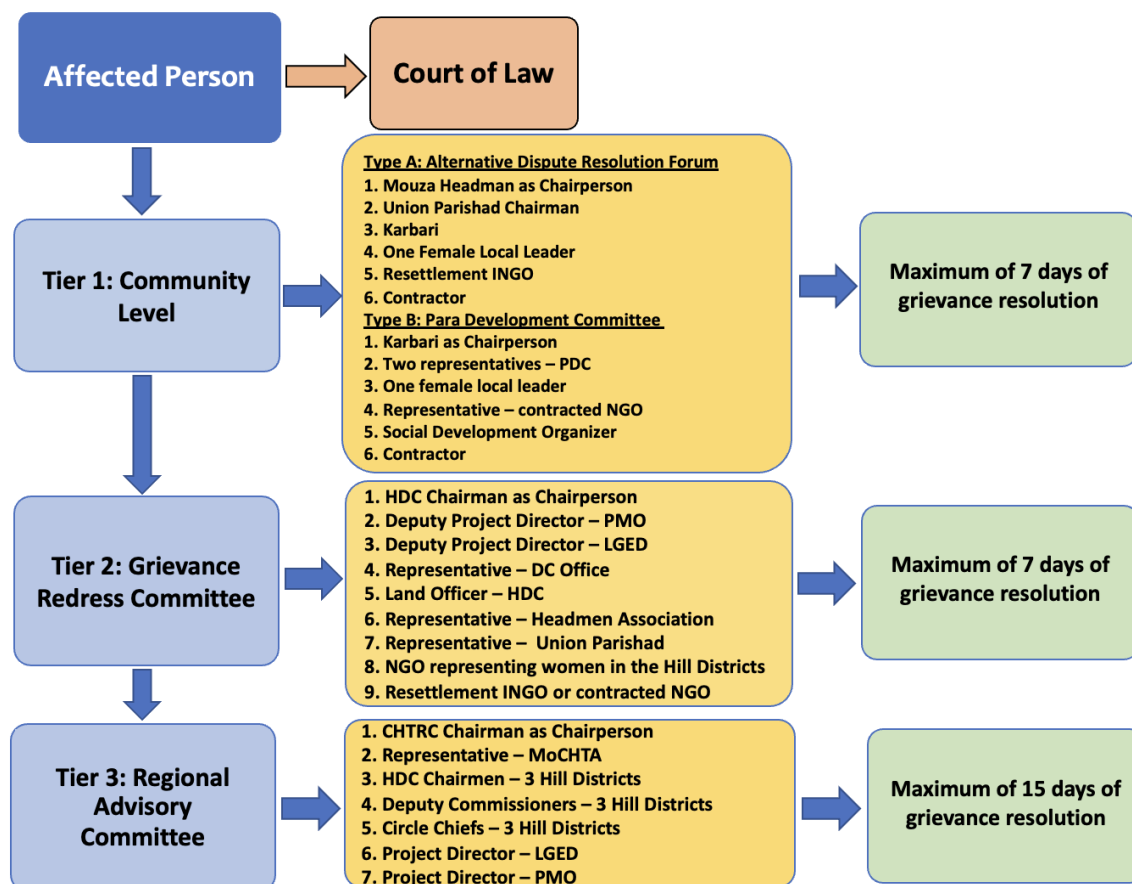 Affected Person
Court of Law
Tier 1: Community
Level
Type A: Alternative Dispute Resolution Forum
1. Mouza Headman as Chairperson
2. Union Parishad Chairman
3. Karbari
4. One Female Local Leader
5. Resettlement INGO
6. Contractor
Type B: Para Development Committee
1. Karbari as Chairperson
2. Two representatives – PDC
3. One female local leader
4. Representative – contracted NGO
5. Social Development Organizer
6. Contractor
Maximum of 7 days of
grievance resolution
Tier 2: Grievance
Redress Committee
1. HDC Chairman as Chairperson
2. Deputy Project Director – PMO
3. Deputy Project Director – LGED
4. Representative – DC Office
5. Land Officer – HDC
6. Representative – Headmen Association
7. Representative – Union Parishad
8. NGO representing women in the Hill Districts
9. Resettlement INGO or contracted NGO
Maximum of 7 days of
grievance resolution
Tier 3: Regional
Advisory
Committee
1. CHTRC Chairman as Chairperson
2. Representative – MoCHTA
3. HDC Chairmen – 3 Hill Districts
4. Deputy Commissioners – 3 Hill Districts
5. Circle Chiefs – 3 Hill Districts
6. Project Director – LGED
7. Project Director – PMO
Maximum of 15 days of
grievance resolution